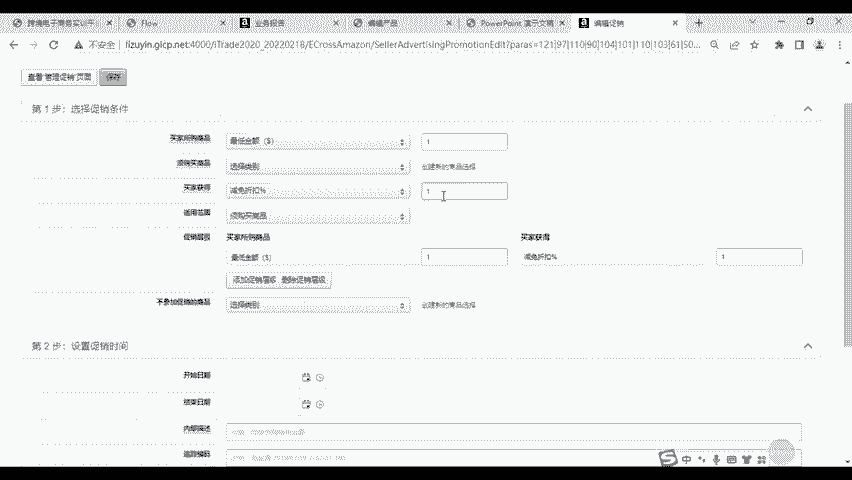 跨境电子商务实训平
Flow
业务报告
编辑产品
PowerPoint 演示文稿
编辑促销
不安全
lizuyin.gicp.net:4000/iTrade2020_20220218/ECrossAmazon/SellerAdvertisingPromotionEdit?paras=121|97|110|90|104|101|110|103|61|50...
查看"管理促销"页面 保存
第 1 步：选择促销条件
买家所购商品 最低金额（$） 1
须购买商品 选择类别 创建新的商品选择
买家获得 减免折扣% 1
适用范围 须购买商品
促销层级 买家所购商品 买家获得
最低金额（$） 1 减免折扣% 1
添加促销层级 删除促销层级
不参加促销的商品 选择类别 创建新的商品选择
第 2 步：设置促销时间
开始日期
结束日期
内部描述
追踪编码
中